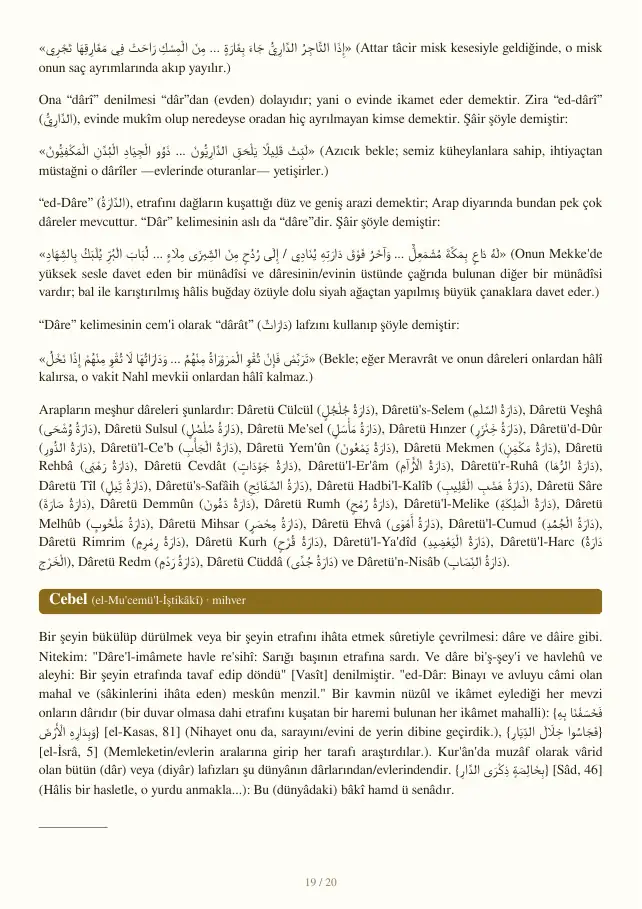 «إِذَا التَّاجِرُ الدَّارِيُّ جَاءَ بِفَارَةٍ ... مِنَ الْمِسْكِ رَاحَتْ فِي مَفَارِقِهَا تَجْرِي» (Attar tâcir misk kesesiyle geldiğinde, o misk
onun saç ayrımlarında akıp yayılır.)
Ona “dârî” denilmesi “dâr”dan (evden) dolayıdır; yani o evinde ikamet eder demektir. Zira “ed-dârî”
(الدَّارِيُّ), evinde mukîm olup neredeyse oradan hiç ayrılmayan kimse demektir. Şâir şöyle demiştir:
«لَبِّثْ قَلِيلًا يَلْحَقِ الدَّارِيُّونْ ... ذَوُو الْجِيَادِ الْبُدَّنِ الْمَكْفِيُّونْ» (Azıcık bekle; semiz küheylanlara sahip, ihtiyaçtan
müstağni o dârîler —evlerinde oturanlar— yetişirler.)
“ed-Dâre” (الدَّارَةُ), etrafını dağların kuşattığı düz ve geniş arazi demektir; Arap diyarında bundan pek çok
dâreler mevcuttur. “Dâr” kelimesinin aslı da “dâre”dir. Şâir şöyle demiştir:
«لَهُ دَاعٍ بِمَكَّةَ مُشْمَعِلٌّ ... وَآخَرُ فَوْقَ دَارَتِهِ يُنَادِي / إِلَى رُدُحٍ مِنَ الشِّيزَى مِلَاءٍ ... لُبَابَ الْبُرِّ يُلْبَكُ بِالشِّهَادِ» (Onun Mekke'de
yüksek sesle davet eden bir münâdîsi ve dâresinin/evinin üstünde çağrıda bulunan diğer bir münâdîsi
vardır; bal ile karıştırılmış hâlis buğday özüyle dolu siyah ağaçtan yapılmış büyük çanaklara davet eder.)
“Dâre” kelimesinin cem'i olarak “dârât” (دَارَاتٌ) lafzını kullanıp şöyle demiştir:
«تَرَبَّصْ فَإِنْ تُقْوِ الْمَرَوْرَاةُ مِنْهُمُ ... وَدَارَاتُهَا لَا تُقْوِ مِنْهُمْ إِذًا نَخْلُ» (Bekle; eğer Meravrât ve onun dâreleri onlardan hâlî
kalırsa, o vakit Nahl mevkii onlardan hâlî kalmaz.)
Arapların meşhur dâreleri şunlardır: Dâretü Cülcül (دَارَةُ جُلْجُلٍ), Dâretü's-Selem (دَارَةُ السَّلَمِ), Dâretü Veşhâ
(دَارَةُ وُشْحَى), Dâretü Sulsul (دَارَةُ صُلْصُلٍ), Dâretü Me'sel (دَارَةُ مَأْسَلٍ), Dâretü Hınzer (دَارَةُ خَنْزَرٍ), Dâretü'd-Dûr
(دَارَةُ الدُّورِ), Dâretü'l-Ce'b (دَارَةُ الْجَأْبِ), Dâretü Yem'ûn (دَارَةُ يَمْعُونَ), Dâretü Mekmen (دَارَةُ مَكْمَنٍ), Dâretü
Rehbâ (دَارَةُ رَهْبَى), Dâretü Cevdât (دَارَةُ جَوْدَاتٍ), Dâretü'l-Er'âm (دَارَةُ الْأَرْآمِ), Dâretü'r-Ruhâ (دَارَةُ الرُّهَا),
Dâretü Tîl (دَارَةُ تِيلٍ), Dâretü's-Safâih (دَارَةُ الصَّفَائِحِ), Dâretü Hadbi'l-Kalîb (دَارَةُ هَضْبِ الْقَلِيبِ), Dâretü Sâre
(دَارَةُ صَارَةَ), Dâretü Demmûn (دَارَةُ دَمُّونَ), Dâretü Rumh (دَارَةُ رُمْحٍ), Dâretü'l-Melike (دَارَةُ الْمَلِكَةِ), Dâretü
Melhûb (دَارَةُ مَلْحُوبٍ), Dâretü Mihsar (دَارَةُ مِحْصَرٍ), Dâretü Ehvâ (دَارَةُ أَهْوَى), Dâretü'l-Cumud (دَارَةُ الْجُمُدِ),
Dâretü Rimrim (دَارَةُ رِمْرِمٍ), Dâretü Kurh (دَارَةُ قُرْحٍ), Dâretü'l-Ya'dîd (دَارَةُ الْيَعْضِيدِ), Dâretü'l-Harc (دَارَةُ
الْخَرْجِ), Dâretü Redm (دَارَةُ رَدْمٍ), Dâretü Cüddâ (دَارَةُ جُدَّى) ve Dâretü'n-Nisâb (دَارَةُ النِّصَابِ).
Cebel (el-Mu'cemü'l-İştikâkî) · mihver
Bir şeyin bükülüp dürülmek veya bir şeyin etrafını ihâta etmek sûretiyle çevrilmesi: dâre ve dâire gibi.
Nitekim: "Dâre'l-imâmete havle re'sihî: Sarığı başının etrafına sardı. Ve dâre bi'ş-şey'i ve havlehû ve
aleyhi: Bir şeyin etrafında tavaf edip döndü" [Vasît] denilmiştir. "ed-Dâr: Binayı ve avluyu câmi olan
mahal ve (sâkinlerini ihâta eden) meskûn menzil." Bir kavmin nüzûl ve ikâmet eylediği her mevzi
onların dârıdır (bir duvar olmasa dahi etrafını kuşatan bir haremi bulunan her ikâmet mahalli): {فَخَسَفْنَا بِهِ
وَبِدَارِهِ الْأَرْضَ} [el-Kasas, 81] (Nihayet onu da, sarayını/evini de yerin dibine geçirdik.), {فَجَاسُوا خِلَالَ الدِّيَارِ}
[el-İsrâ, 5] (Memleketin/evlerin aralarına girip her tarafı araştırdılar.). Kur'ân'da muzâf olarak vârid
olan bütün (dâr) veya (diyâr) lafızları şu dünyânın dârlarından/evlerindendir. {بِخَالِصَةٍ ذِكْرَى الدَّارِ} [Sâd, 46]
(Hâlis bir hasletle, o yurdu anmakla...): Bu (dünyâdaki) bâkî hamd ü senâdır.
19 / 20